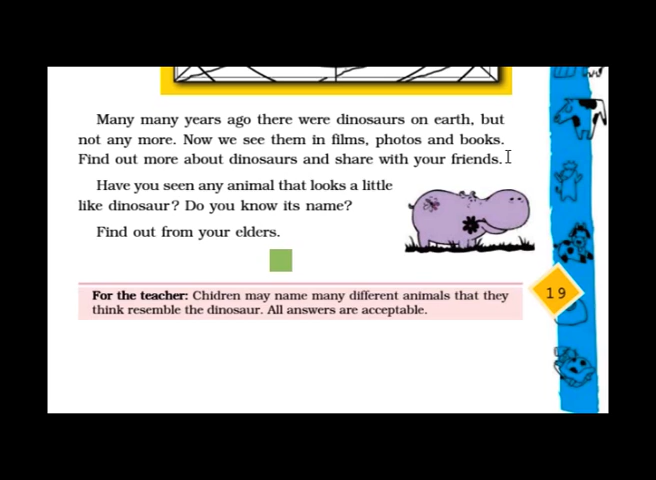 Many many years ago there were dinosaurs on earth, but
not any more. Now we see them in films, photos and books.
Find out more about dinosaurs and share with your friends.
Have you seen any animal that looks a little
like dinosaur? Do you know its name?
Find out from your elders.
For the teacher: Chidren may name many different animals that they
think resemble the dinosaur. All answers are acceptable.
19